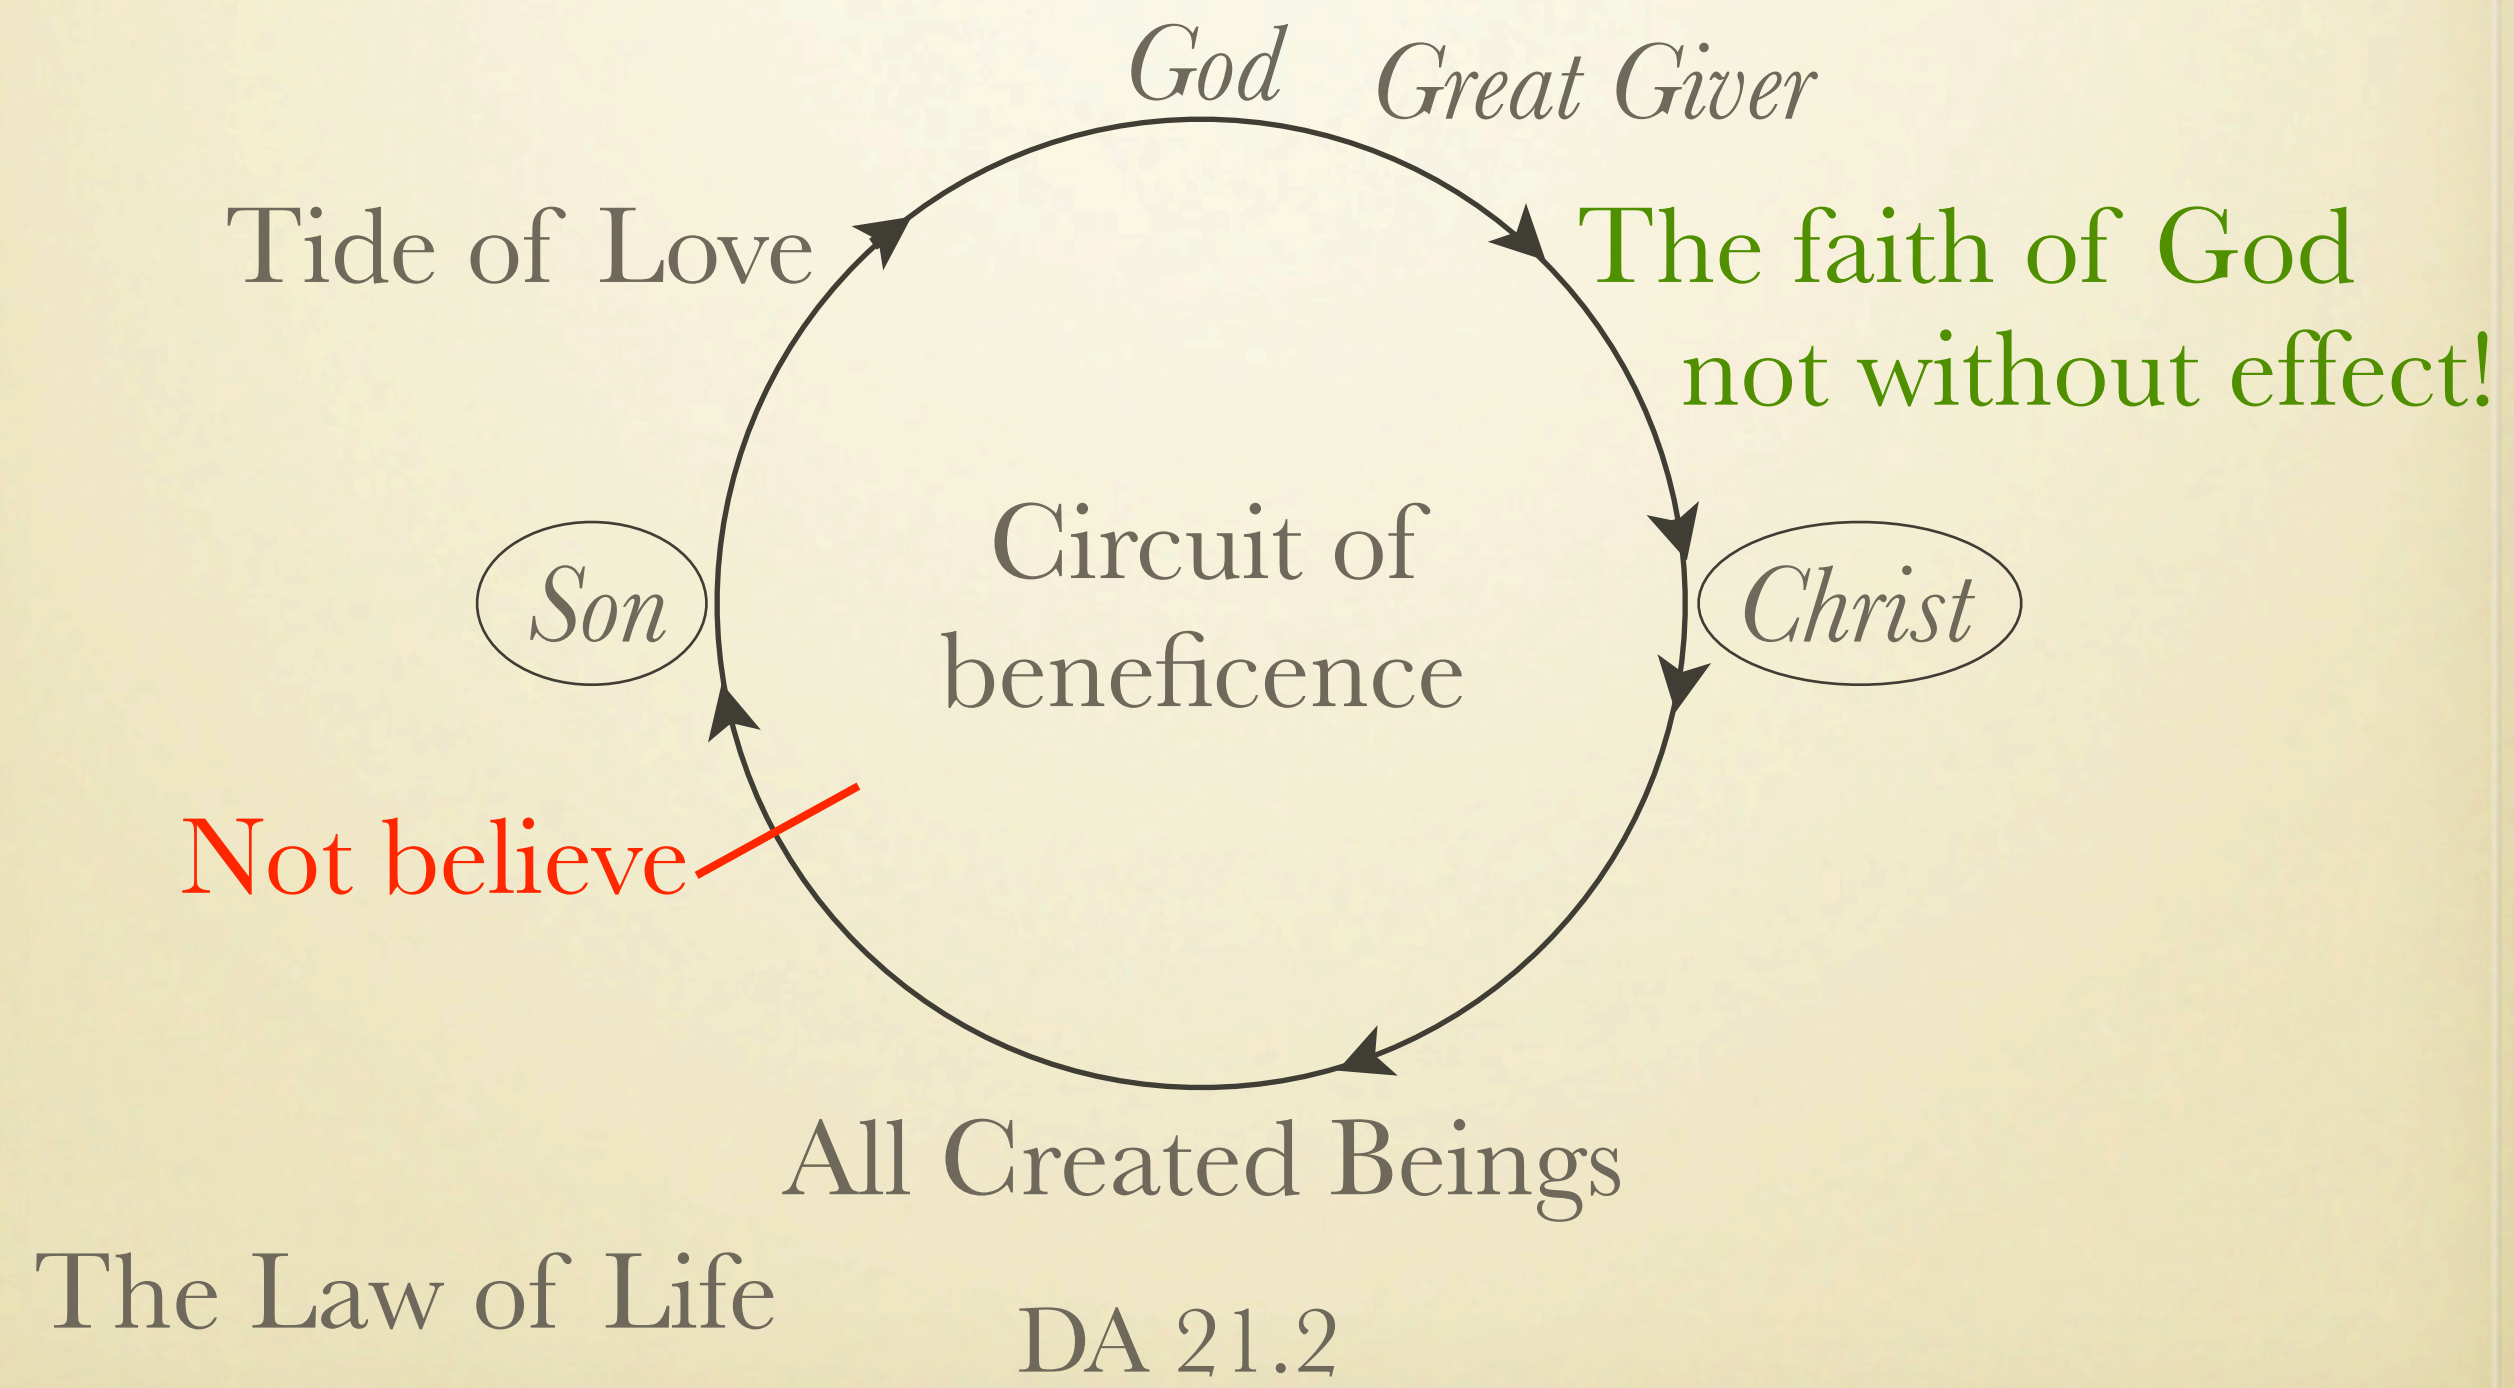 God
Great Giver
Tide of Love
The faith of God
not without effect!
Circuit of
beneficence
Son
Christ
Not believe
All Created Beings
The Law of Life
DA 21.2